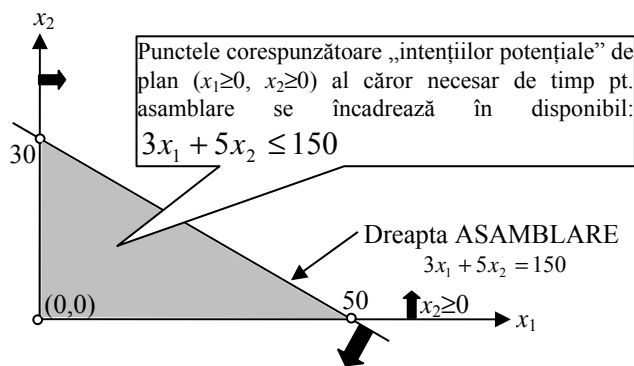 x₂
Punctele corespunzătoare „intențiilor potențiale” de
plan (x₁≥0, x₂≥0) al căror necesar de timp pt.
asamblare se încadrează în disponibil:
3x₁ + 5x₂ ≤ 150
30
Dreapta ASAMBLARE
3x₁ + 5x₂ = 150
(0,0)
50
x₂≥0
x₁